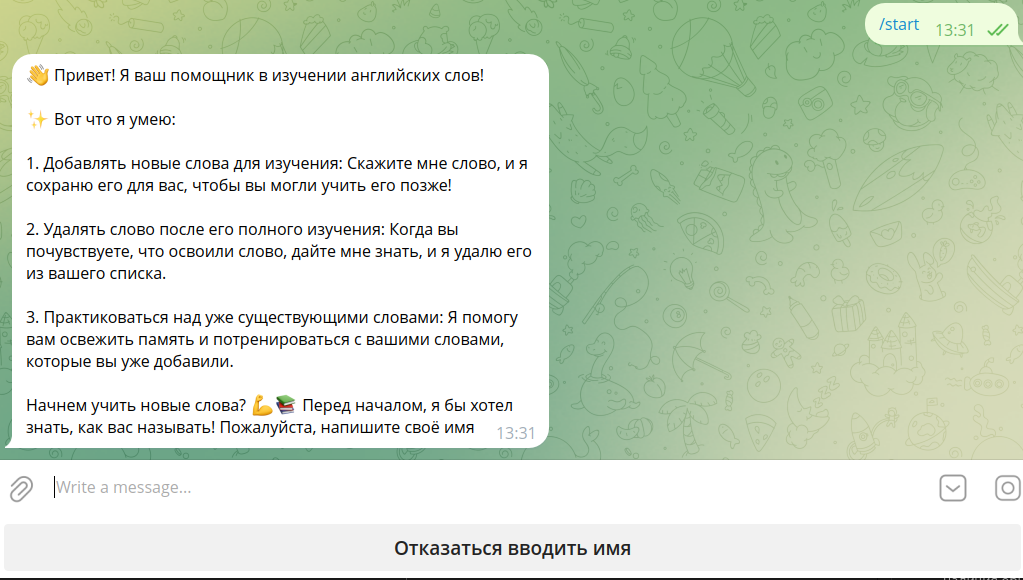 /start 13:31
👋 Привет! Я ваш помощник в изучении английских слов!
✨ Вот что я умею:
1. Добавлять новые слова для изучения: Скажите мне слово, и я
сохраню его для вас, чтобы вы могли учить его позже!
2. Удалять слово после его полного изучения: Когда вы
почувствуете, что освоили слово, дайте мне знать, и я удалю его
из вашего списка.
3. Практиковаться над уже существующими словами: Я помогу
вам освежить память и потренироваться с вашими словами,
которые вы уже добавили.
Начнем учить новые слова? 💪📚 Перед началом, я бы хотел
знать, как вас называть! Пожалуйста, напишите своё имя 13:31
Write a message...
Отказаться вводить имя